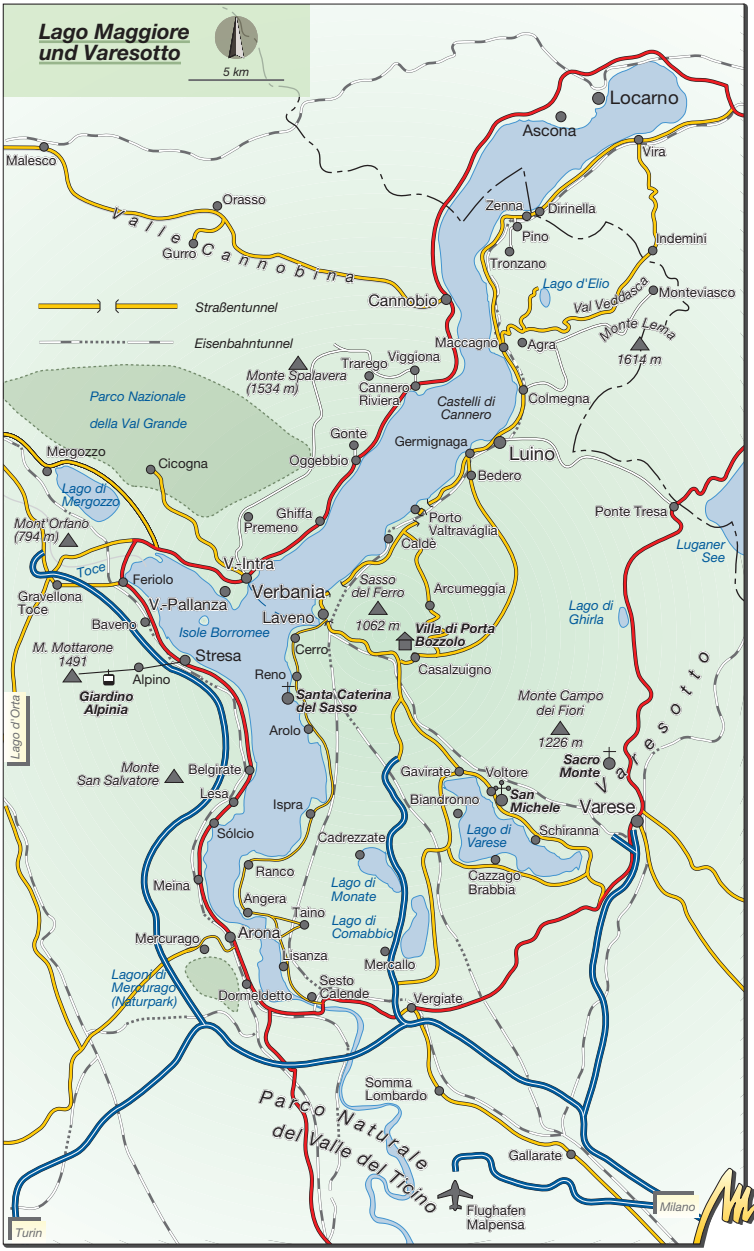 Lago Maggiore
und Varesotto
5 km
Locarno
Ascona
Malesco
Vira
Orasso
Zenna
Dirinella
Pino
Valle Cannobina
Gurro
Tronzano
Indemini
Lago d'Elio
Val Veddasca
Monteviasco
Cannobio
Straßentunnel
Monte Lema
1614 m
Eisenbahntunnel
Maccagno
Agra
Trarego
Viggiona
Monte Spalavera
(1534 m)
Cannero
Riviera
Parco Nazionale
della Val Grande
Castelli di
Cannero
Colmegna
Gonte
Germignaga
Luino
Mergozzo
Cicogna
Oggebbio
Bedero
Lago di
Mergozzo
Ghiffa
Premeno
Porto
Valtraváglia
Ponte Tresa
Mont'Orfano
(794 m)
Caldè
Luganer
See
Toce
V.-Intra
Feriolo
Verbania
Sasso
del Ferro
1062 m
Arcumeggia
Gravellona
Toce
V.-Pallanza
Lago di
Ghirla
Baveno
Isole Borromee
Laveno
Villa di Porta
Bozzolo
M. Mottarone
1491
Stresa
Cerro
Alpino
Casalzuigno
Giardino
Alpinia
Reno
Santa Caterina
del Sasso
Monte Campo
dei Fiori
1226 m
Varesotto
Lago d'Orta
Arolo
Sacro
Monte
Monte
San Salvatore
Belgirate
Gavirate
Voltore
Lesa
Ispra
Biandronno
San
Michele
Varese
Sólcio
Lago di
Varese
Schiranna
Cadrezzate
Ranco
Cazzago
Brabbia
Meina
Lago di
Monate
Angera
Taino
Lago di
Comabbio
Mercurago
Arona
Lisanza
Mercallo
Lagoni di
Mercurago
(Naturpark)
Dormeldetto
Sesto
Calende
Vergiate
Somma
Lombardo
Parco Naturale
del Valle del Ticino
Gallarate
Flughafen
Malpensa
Milano
Turin